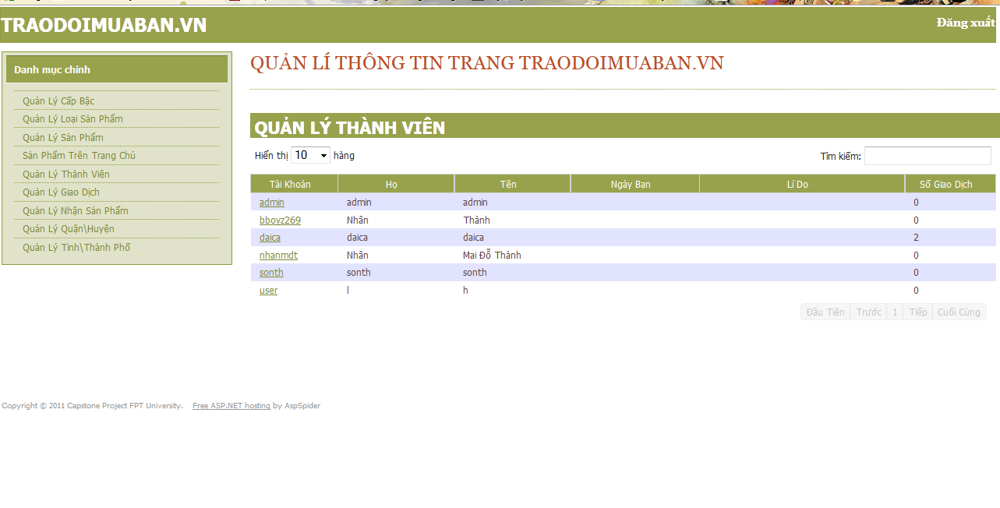 TRAODOIMUABAN.VN
Đăng xuất
Danh mục chính
Quản Lý Cấp Bậc
Quản Lý Loại Sản Phẩm
Quản Lý Sản Phẩm
Sản Phẩm Trên Trang Chủ
Quản Lý Thành Viên
Quản Lý Giao Dịch
Quản Lý Nhận Sản Phẩm
Quản Lý Quận\Huyện
Quản Lý Tỉnh\Thành Phố
QUẢN LÍ THÔNG TIN TRANG TRAODOIMUABAN.VN
QUẢN LÝ THÀNH VIÊN
Hiển thị 10 hàng Tìm kiếm:
Tài Khoản Họ Tên Ngày Ban Lí Do Số Giao Dịch
admin admin admin 0
bboyz269 Nhân Thành 0
daica daica daica 2
nhanmdt Nhân Mai Đỗ Thành 0
sonth sonth sonth 0
user l h 0
Đầu Tiên Trước 1 Tiếp Cuối Cùng
Copyright © 2011 Capstone Project FPT University. Free ASP.NET hosting by AspSpider